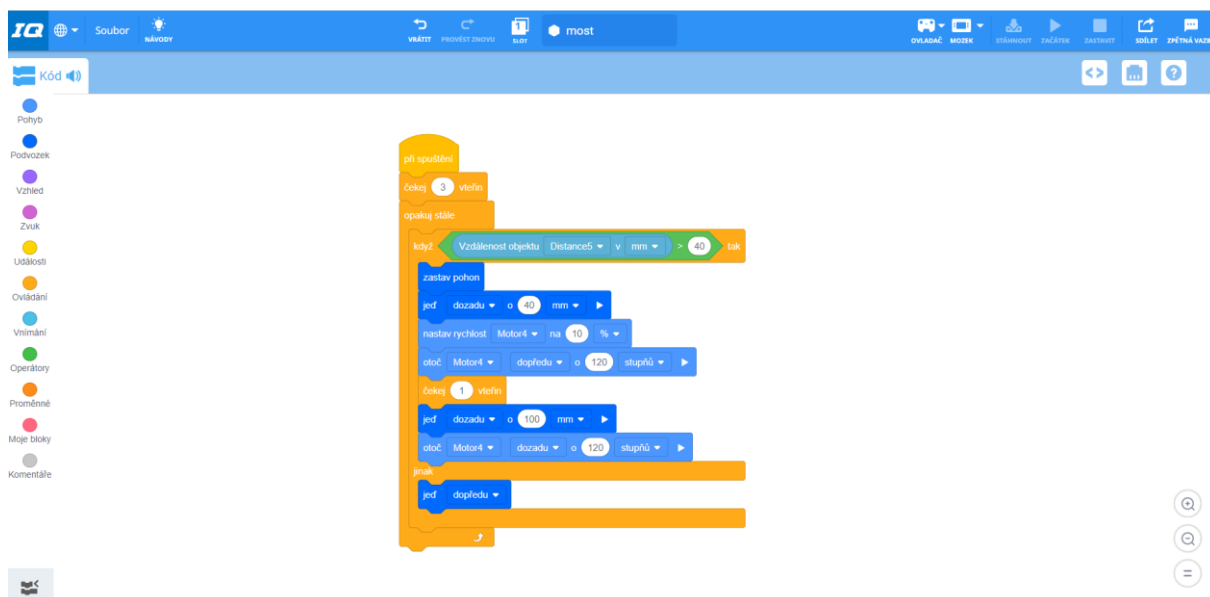 IQ Soubor NÁVODY VRÁTIT PROVÉST ZNOVU 1 SLOT most OVLADAČ MOZEK STÁHNOUT ZAČÁTEK ZASTAVIT SDÍLET ZPĚTNÁ VAZB
Kód
Pohyb
Podvozek
Vzhled
Zvuk
Události
Ovládání
Vnímání
Operátory
Proměnné
Moje bloky
Komentáře
při spuštění
čekej 3 vteřin
opakuj stále
když Vzdálenost objektu Distance5 v mm > 40 tak
zastav pohon
jeď dozadu o 40 mm
nastav rychlost Motor4 na 10 %
otoč Motor4 dopředu o 120 stupňů
čekej 1 vteřin
jeď dozadu o 100 mm
otoč Motor4 dozadu o 120 stupňů
jinak
jeď dopředu